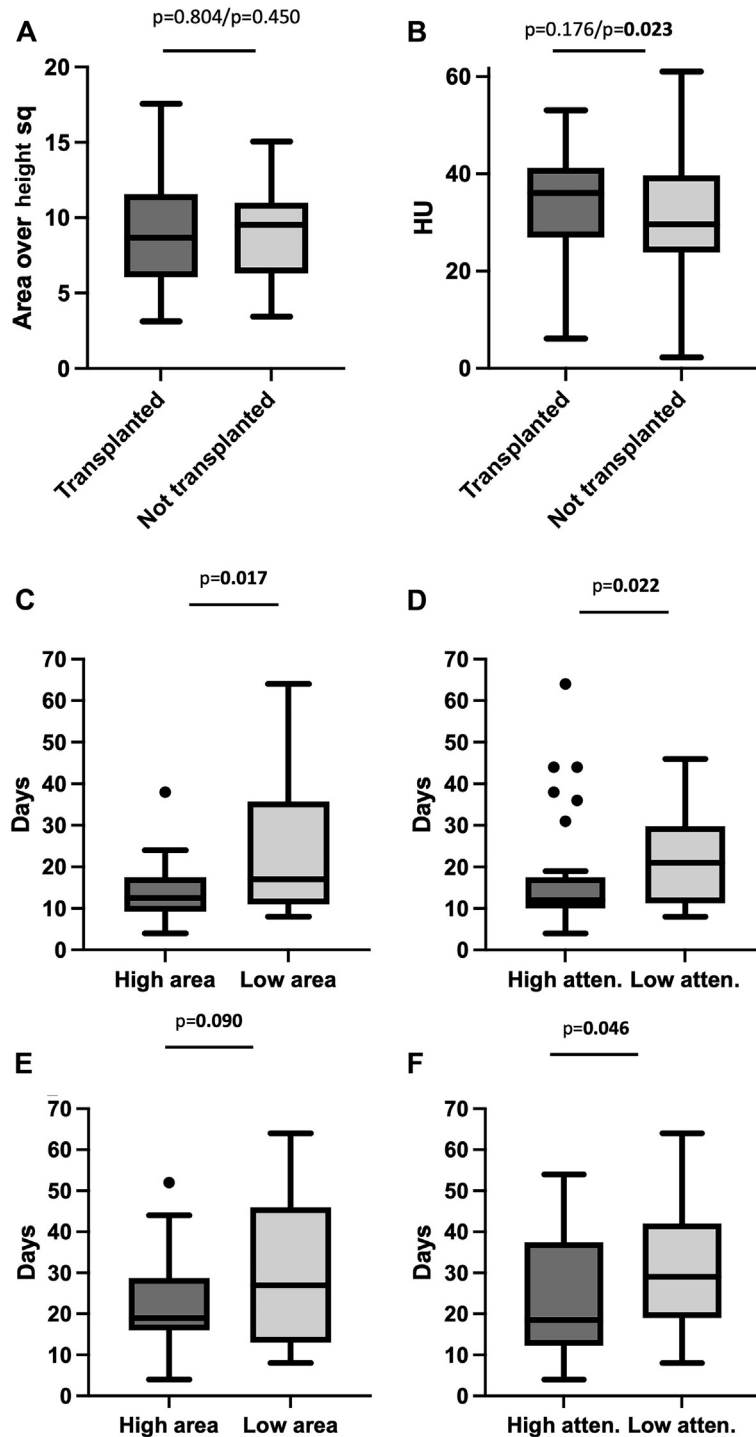 A
p=0.804/p=0.450
Area over height sq
20
15
10
5
0
Transplanted
Not transplanted
B
p=0.176/p=0.023
HU
60
40
20
0
Transplanted
Not transplanted
C
p=0.017
Days
70
60
50
40
30
20
10
0
High area
Low area
D
p=0.022
Days
70
60
50
40
30
20
10
0
High atten.
Low atten.
E
p=0.090
Days
70
60
50
40
30
20
10
0
High area
Low area
F
p=0.046
Days
70
60
50
40
30
20
10
0
High atten.
Low atten.